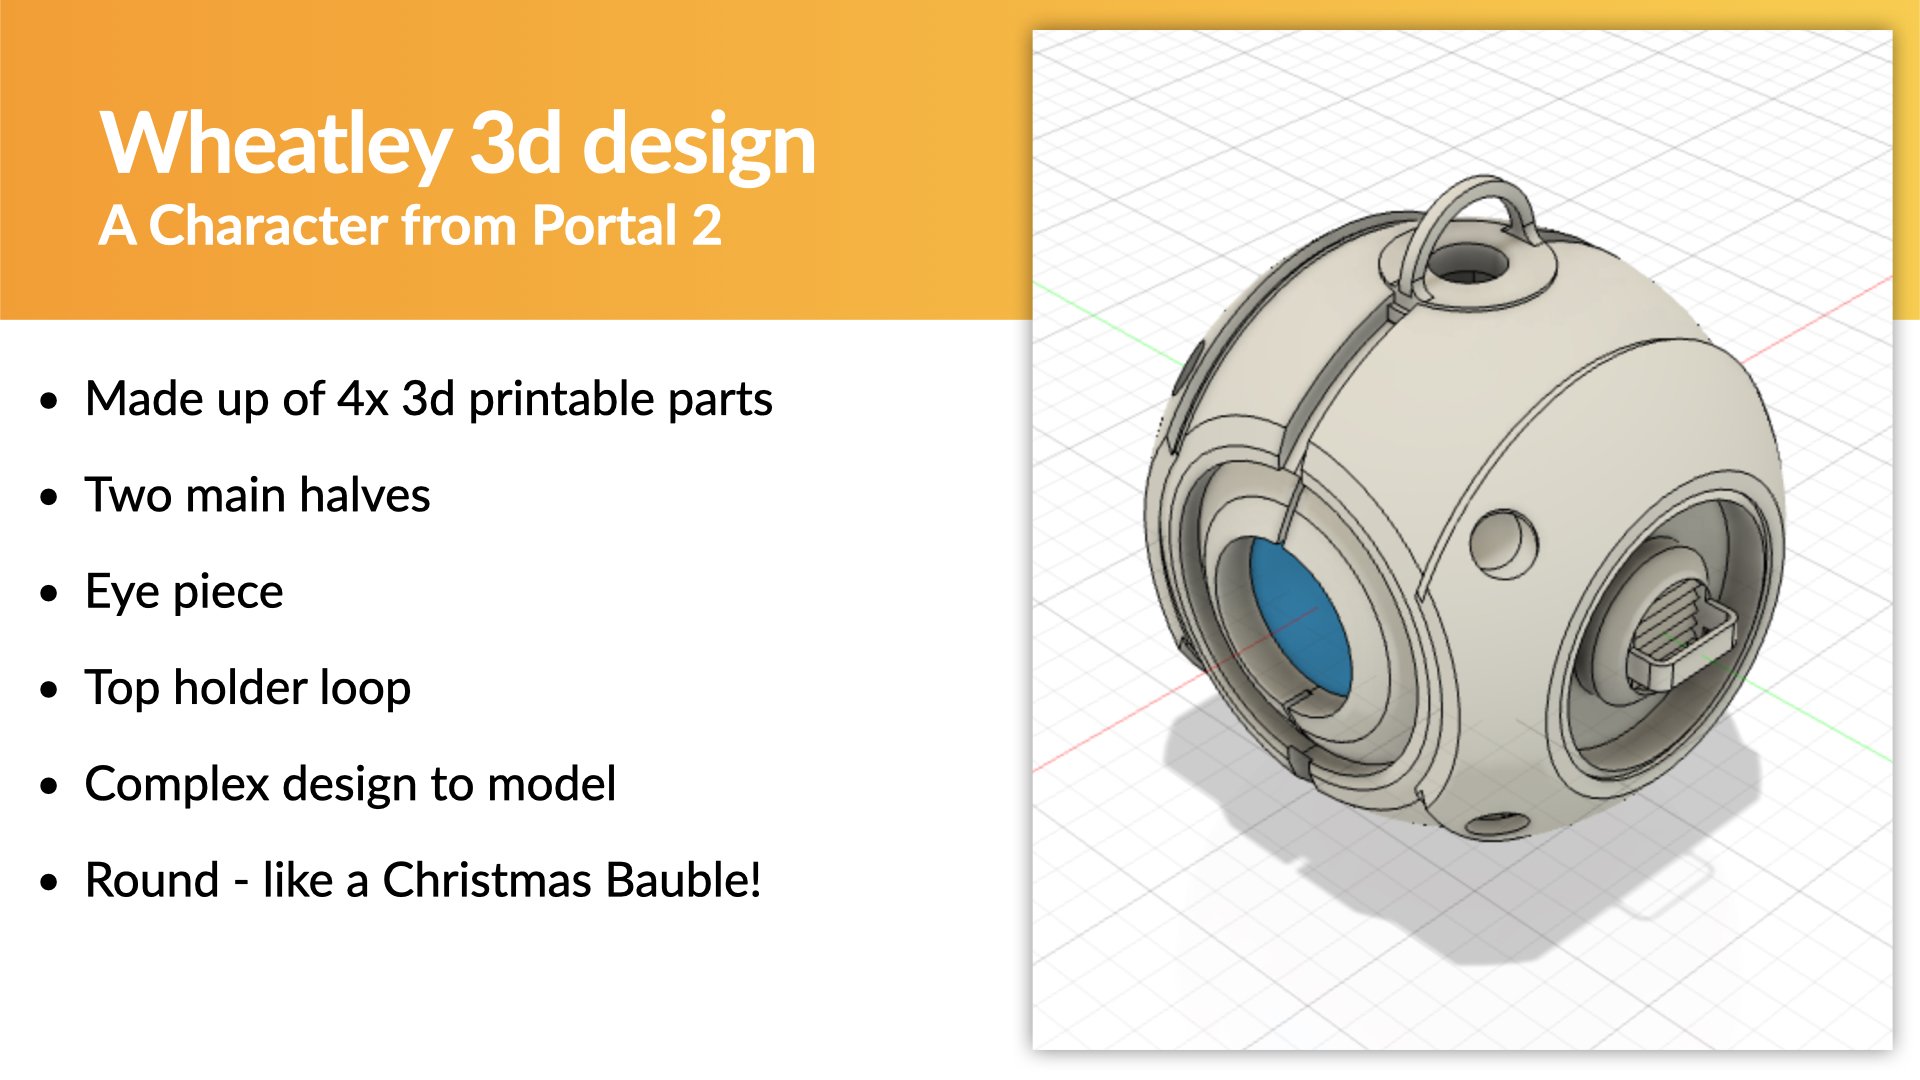 Wheatley 3d design
A Character from Portal 2
• Made up of 4x 3d printable parts
• Two main halves
• Eye piece
• Top holder loop
• Complex design to model
• Round - like a Christmas Bauble!